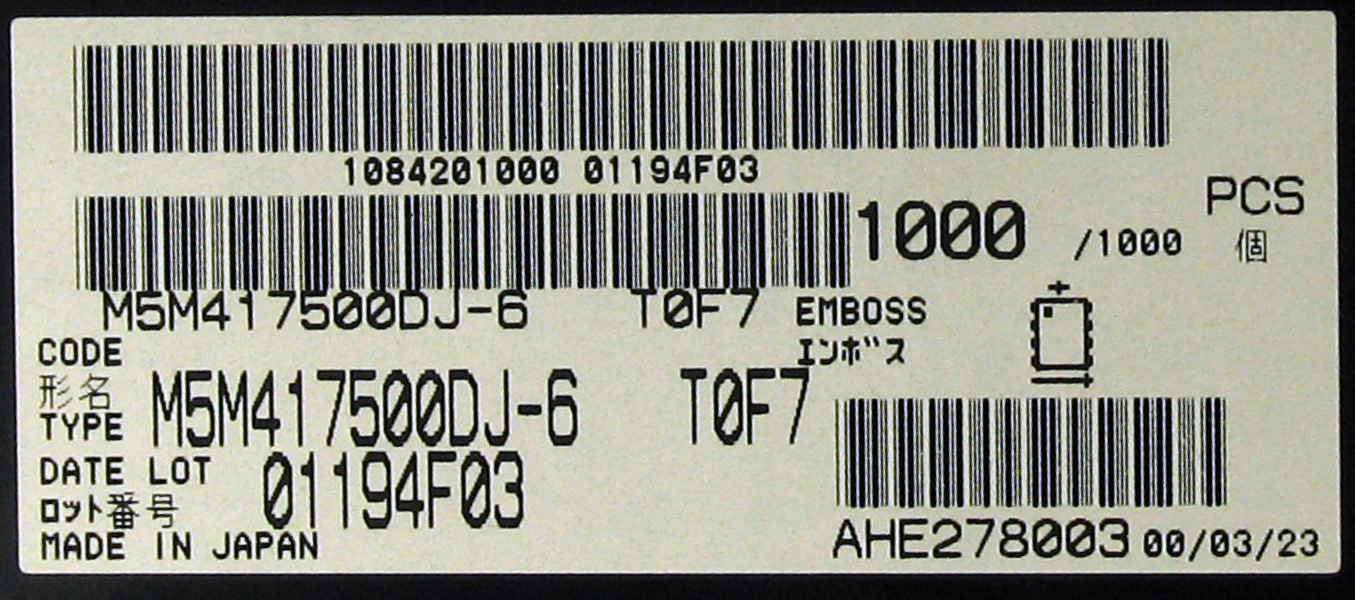 1084201000 01194F03
1000 /1000 PCS
個
M5M417500DJ-6 T0F7 EMBOSS
エンボス
CODE
形名
TYPE M5M417500DJ-6 T0F7
DATE LOT
ロット番号 01194F03
MADE IN JAPAN
AHE278003 00/03/23